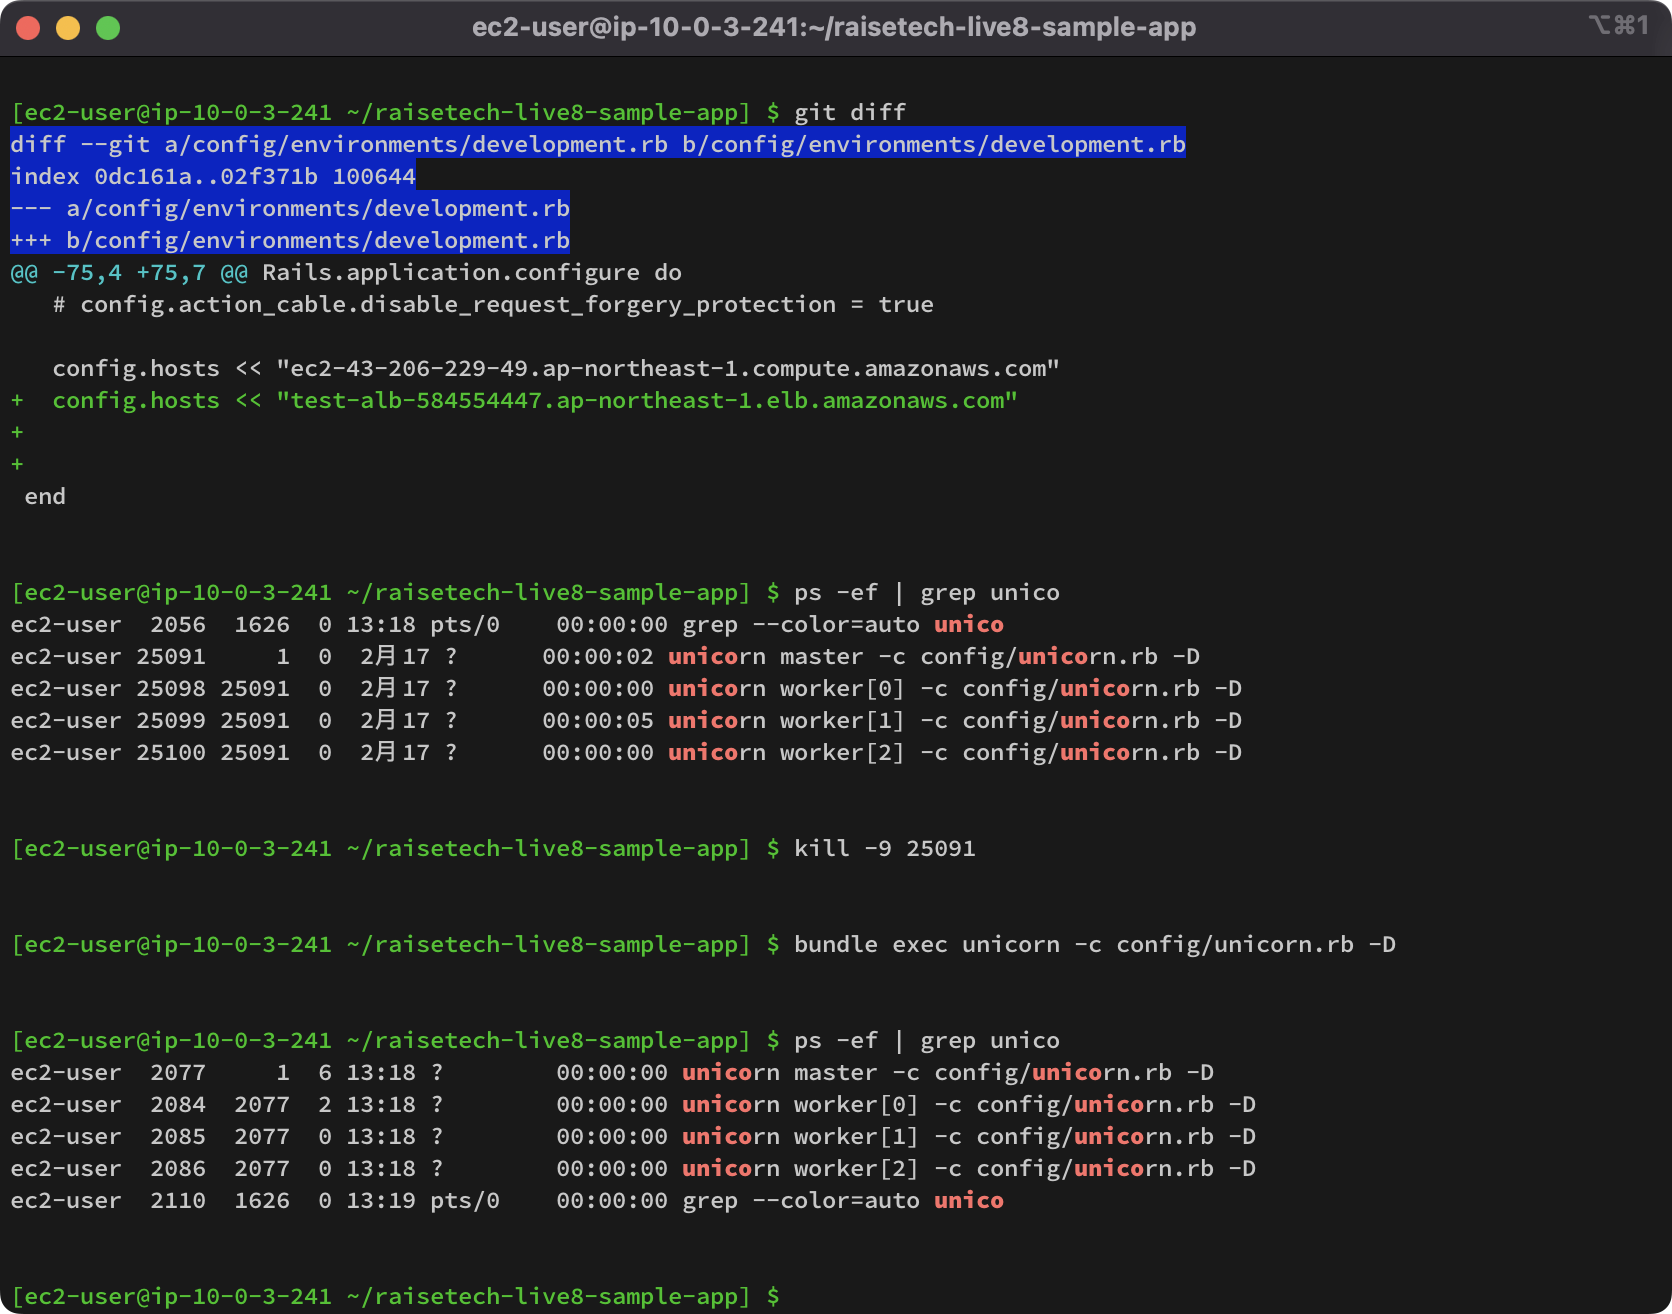 ec2-user@ip-10-0-3-241:~/raisetech-live8-sample-app
⌥⌘1
[ec2-user@ip-10-0-3-241 ~/raisetech-live8-sample-app] $ git diff
diff --git a/config/environments/development.rb b/config/environments/development.rb
index 0dc161a..02f371b 100644
--- a/config/environments/development.rb
+++ b/config/environments/development.rb
@@ -75,4 +75,7 @@ Rails.application.configure do
   # config.action_cable.disable_request_forgery_protection = true
   config.hosts << "ec2-43-206-229-49.ap-northeast-1.compute.amazonaws.com"
+  config.hosts << "test-alb-584554447.ap-northeast-1.elb.amazonaws.com"
+
+
 end
[ec2-user@ip-10-0-3-241 ~/raisetech-live8-sample-app] $ ps -ef | grep unico
ec2-user  2056  1626  0 13:18 pts/0    00:00:00 grep --color=auto unico
ec2-user 25091     1  0  2月17 ?      00:00:02 unicorn master -c config/unicorn.rb -D
ec2-user 25098 25091  0  2月17 ?      00:00:00 unicorn worker[0] -c config/unicorn.rb -D
ec2-user 25099 25091  0  2月17 ?      00:00:05 unicorn worker[1] -c config/unicorn.rb -D
ec2-user 25100 25091  0  2月17 ?      00:00:00 unicorn worker[2] -c config/unicorn.rb -D
[ec2-user@ip-10-0-3-241 ~/raisetech-live8-sample-app] $ kill -9 25091
[ec2-user@ip-10-0-3-241 ~/raisetech-live8-sample-app] $ bundle exec unicorn -c config/unicorn.rb -D
[ec2-user@ip-10-0-3-241 ~/raisetech-live8-sample-app] $ ps -ef | grep unico
ec2-user  2077     1  6 13:18 ?        00:00:00 unicorn master -c config/unicorn.rb -D
ec2-user  2084  2077  2 13:18 ?        00:00:00 unicorn worker[0] -c config/unicorn.rb -D
ec2-user  2085  2077  0 13:18 ?        00:00:00 unicorn worker[1] -c config/unicorn.rb -D
ec2-user  2086  2077  0 13:18 ?        00:00:00 unicorn worker[2] -c config/unicorn.rb -D
ec2-user  2110  1626  0 13:19 pts/0    00:00:00 grep --color=auto unico
[ec2-user@ip-10-0-3-241 ~/raisetech-live8-sample-app] $